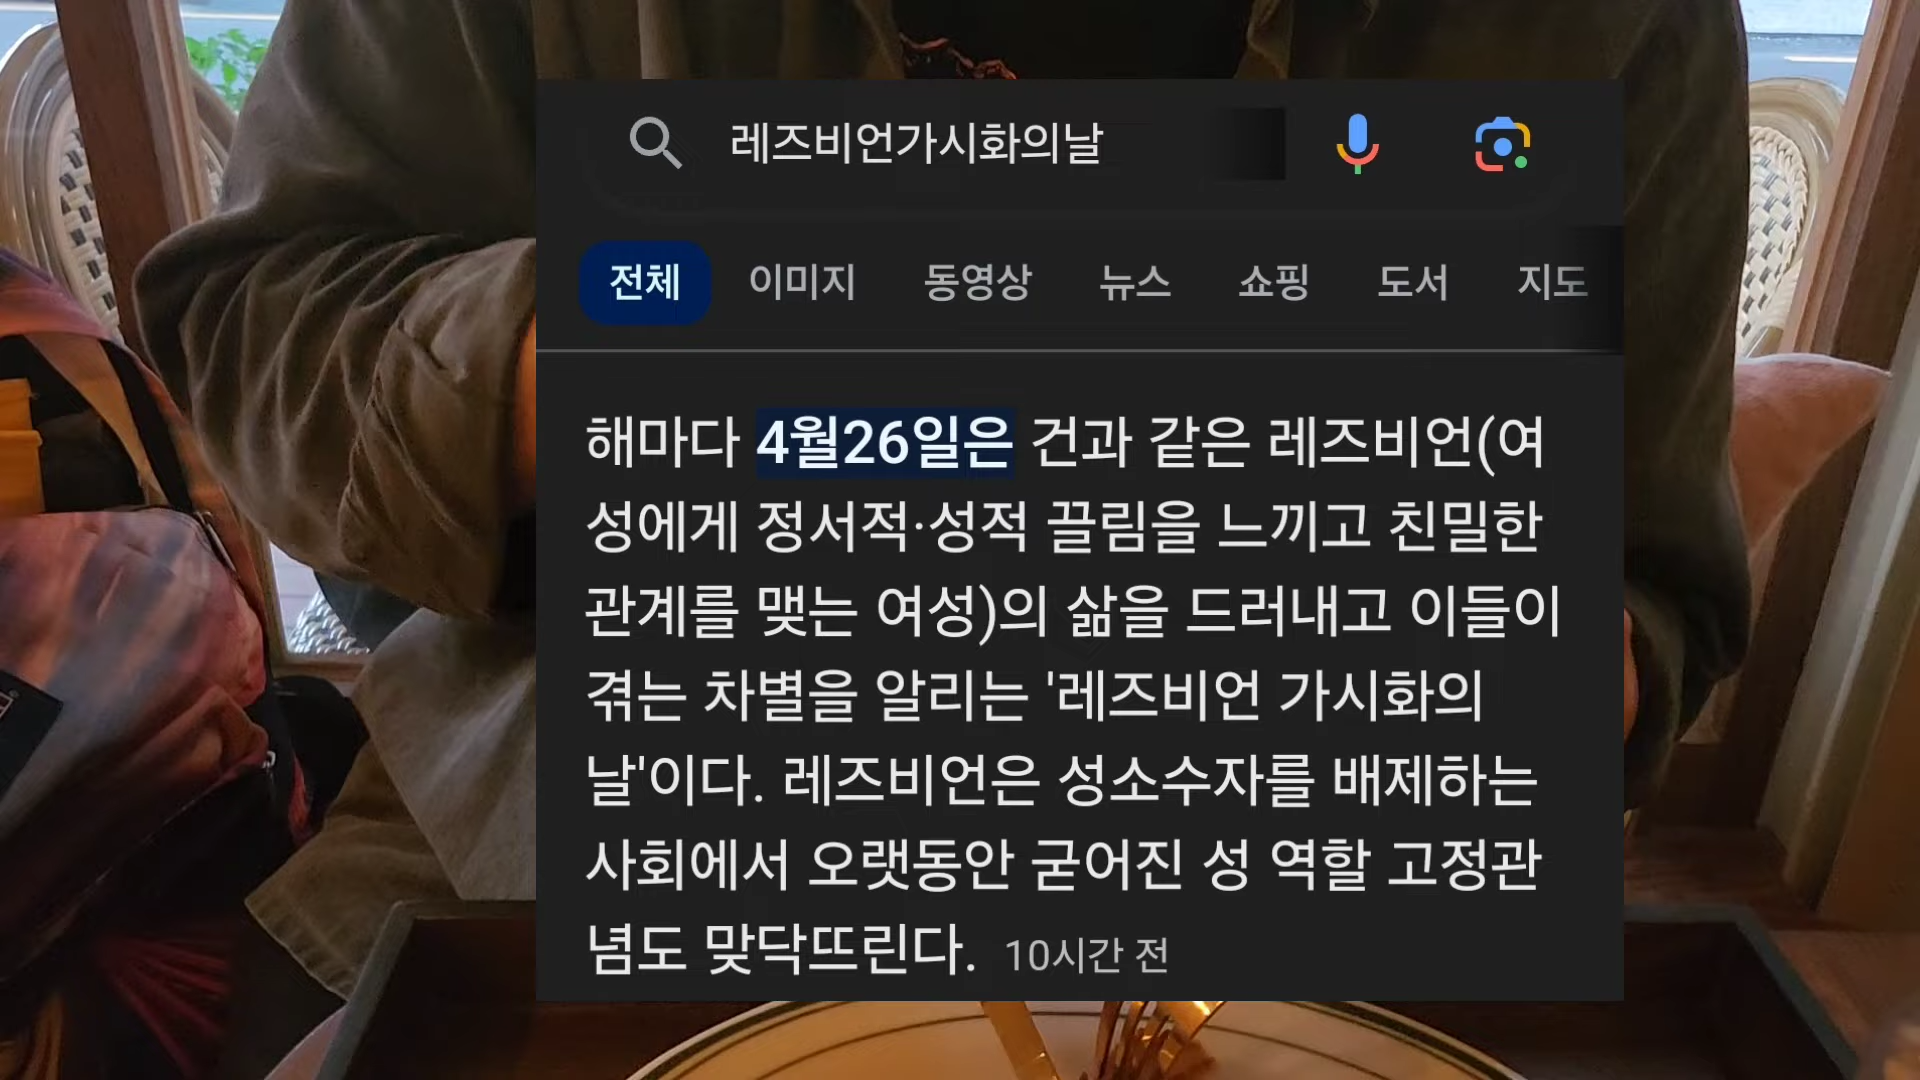 레즈비언가시화의날
전체 이미지 동영상 뉴스 쇼핑 도서 지도
해마다 4월26일은 건과 같은 레즈비언(여
성에게 정서적·성적 끌림을 느끼고 친밀한
관계를 맺는 여성)의 삶을 드러내고 이들이
겪는 차별을 알리는 '레즈비언 가시화의
날'이다. 레즈비언은 성소수자를 배제하는
사회에서 오랫동안 굳어진 성 역할 고정관
념도 맞닥뜨린다. 10시간 전